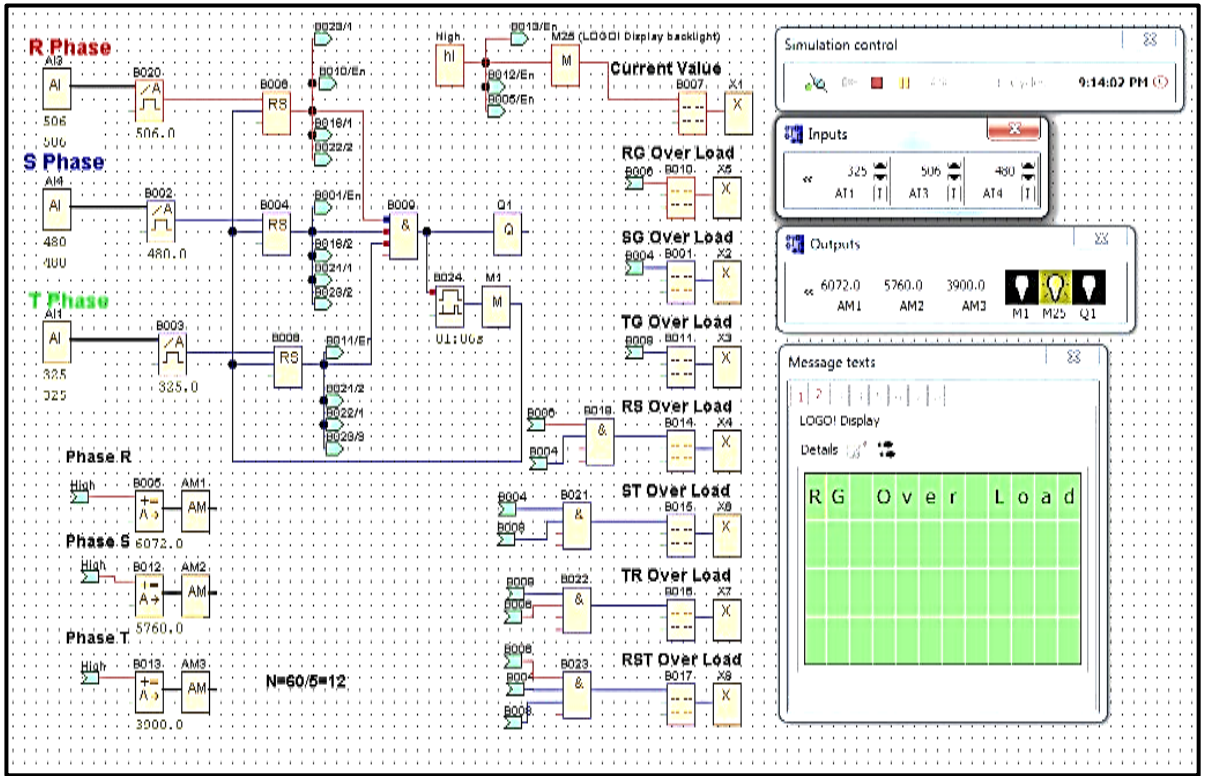 R Phase
AI3
AI
506
B020
/A
506.0
B006
RS
B023/1
B010/En
B018/1
B022/2
S Phase
AI4
AI
480
B002
/A
480.0
B004
RS
B001/En
B018/2
B021/1
B023/2
T Phase
AI1
AI
325
325
B003
/A
325.0
B008
RS
B011/En
B021/2
B022/1
B023/3
High
hI
B013/En
B012/En
B005/En
M25 (LOGO! Display backlight)
M
B009
&
Q1
Q
B024
M1
M
Current Value
B007
X1
X
RG Over Load
B006
B010
X5
X
SG Over Load
B004
B001
X2
X
TG Over Load
B008
B011
X3
X
RS Over Load
B006
B004
B018
&
B014
X4
X
ST Over Load
B004
B008
B021
&
B015
X6
X
TR Over Load
B008
B006
B022
&
B016
X7
X
RST Over Load
B006
B004
B008
B023
&
B017
X8
X
Phase R
High
B005
AM1
A→
AM
6072.0
Phase S
High
B012
AM2
A→
AM
5760.0
Phase T
High
B013
AM3
A→
AM
3900.0
N=60/5=12
Simulation control
9:14:02 PM
Inputs
« 325 506 480
AI1 AI3 AI4
Outputs
« 6072.0 5760.0 3900.0
AM1 AM2 AM3 M1 M25 Q1
Message texts
1 2
LOGO! Display
Details
RG Over Load